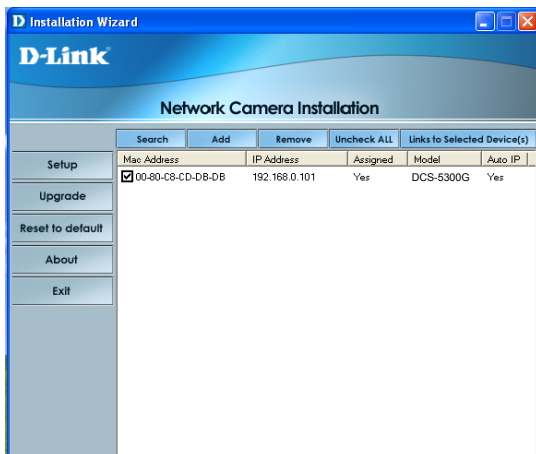 D Installation Wizard
D-Link
Network Camera Installation
Search Add Remove Uncheck ALL Links to Selected Device(s)
Mac Address IP Address Assigned Model Auto IP
00-80-C8-CD-DB-DB 192.168.0.101 Yes DCS-5300G Yes
Setup
Upgrade
Reset to default
About
Exit